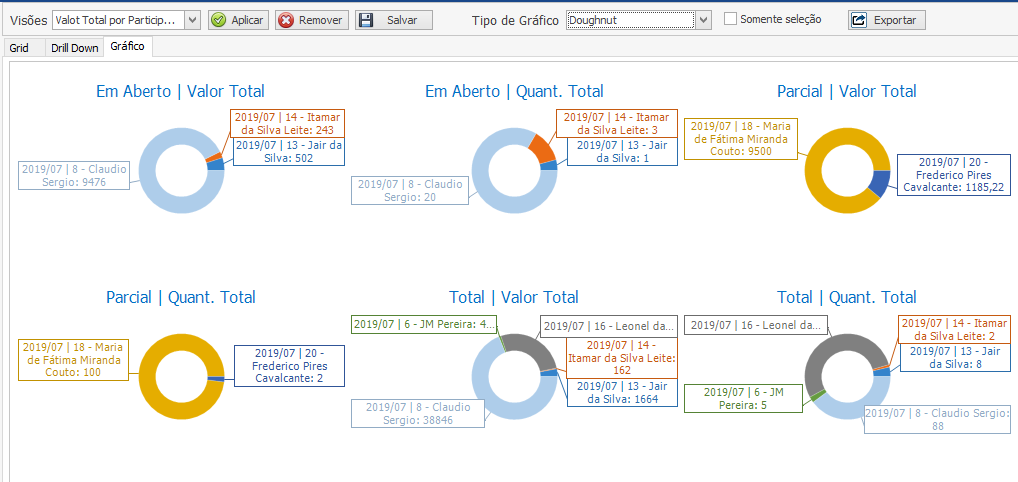 Visões
Valot Total por Particip...
Aplicar
Remover
Salvar
Tipo de Gráfico
Doughnut
Somente seleção
Exportar
Grid
Drill Down
Gráfico
Em Aberto | Valor Total
2019/07 | 14 - Itamar
da Silva Leite: 243
2019/07 | 13 - Jair da
Silva: 502
2019/07 | 8 - Claudio
Sergio: 9476
Em Aberto | Quant. Total
2019/07 | 14 - Itamar
da Silva Leite: 3
2019/07 | 13 - Jair
da Silva: 1
2019/07 | 8 - Claudio
Sergio: 20
Parcial | Valor Total
2019/07 | 18 - Maria
de Fátima Miranda
Couto: 9500
2019/07 | 20 -
Frederico Pires
Cavalcante: 1185,22
Parcial | Quant. Total
2019/07 | 18 - Maria
de Fátima Miranda
Couto: 100
2019/07 | 20 -
Frederico Pires
Cavalcante: 2
Total | Valor Total
2019/07 | 6 - JM Pereira: 4...
2019/07 | 16 - Leonel da...
2019/07 | 14 -
Itamar da Silva Leite:
162
2019/07 | 13 - Jair
da Silva: 1664
2019/07 | 8 - Claudio
Sergio: 38846
Total | Quant. Total
2019/07 | 16 - Leonel da...
2019/07 | 14 - Itamar
da Silva Leite: 2
2019/07 | 13 - Jair
da Silva: 8
2019/07 | 6 - JM
Pereira: 5
2019/07 | 8 - Claudio Sergio:
88